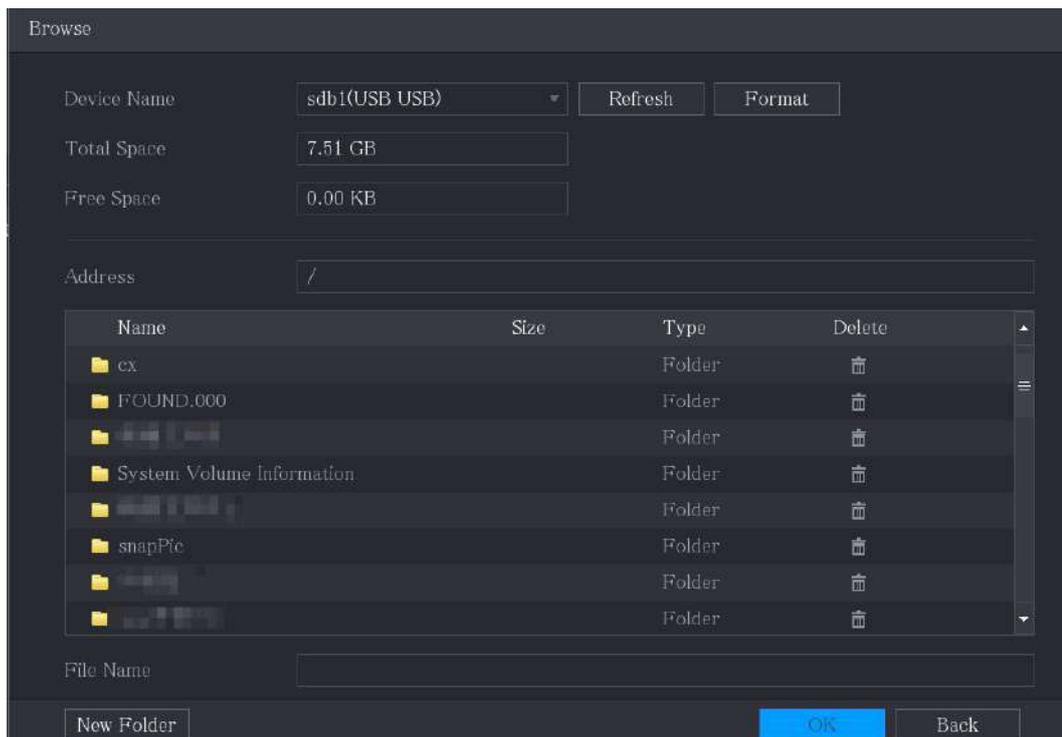 Browse
Device Name sdb1(USB USB) Refresh Format
Total Space 7.51 GB
Free Space 0.00 KB
Address /
Name Size Type Delete
cx Folder
FOUND.000 Folder
Folder
System Volume Information Folder
Folder
snapPic Folder
Folder
Folder
File Name
New Folder OK Back